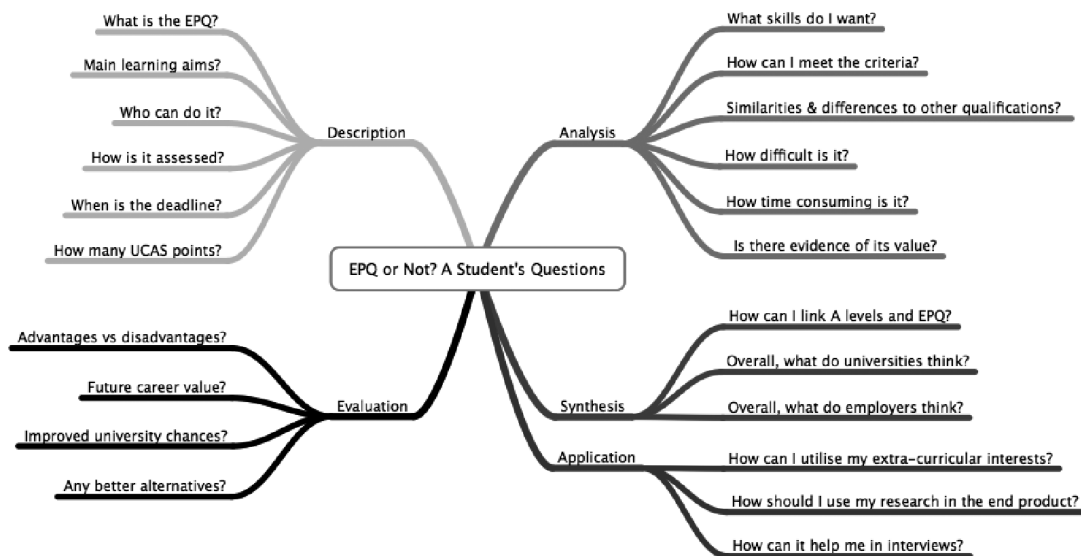 What is the EPQ?
Main learning aims?
Who can do it?
How is it assessed?
When is the deadline?
How many UCAS points?
Description
What skills do I want?
How can I meet the criteria?
Similarities & differences to other qualifications?
How difficult is it?
How time consuming is it?
Is there evidence of its value?
Analysis
EPQ or Not? A Student's Questions
Advantages vs disadvantages?
Future career value?
Improved university chances?
Any better alternatives?
Evaluation
How can I link A levels and EPQ?
Overall, what do universities think?
Overall, what do employers think?
Synthesis
Application
How can I utilise my extra-curricular interests?
How should I use my research in the end product?
How can it help me in interviews?